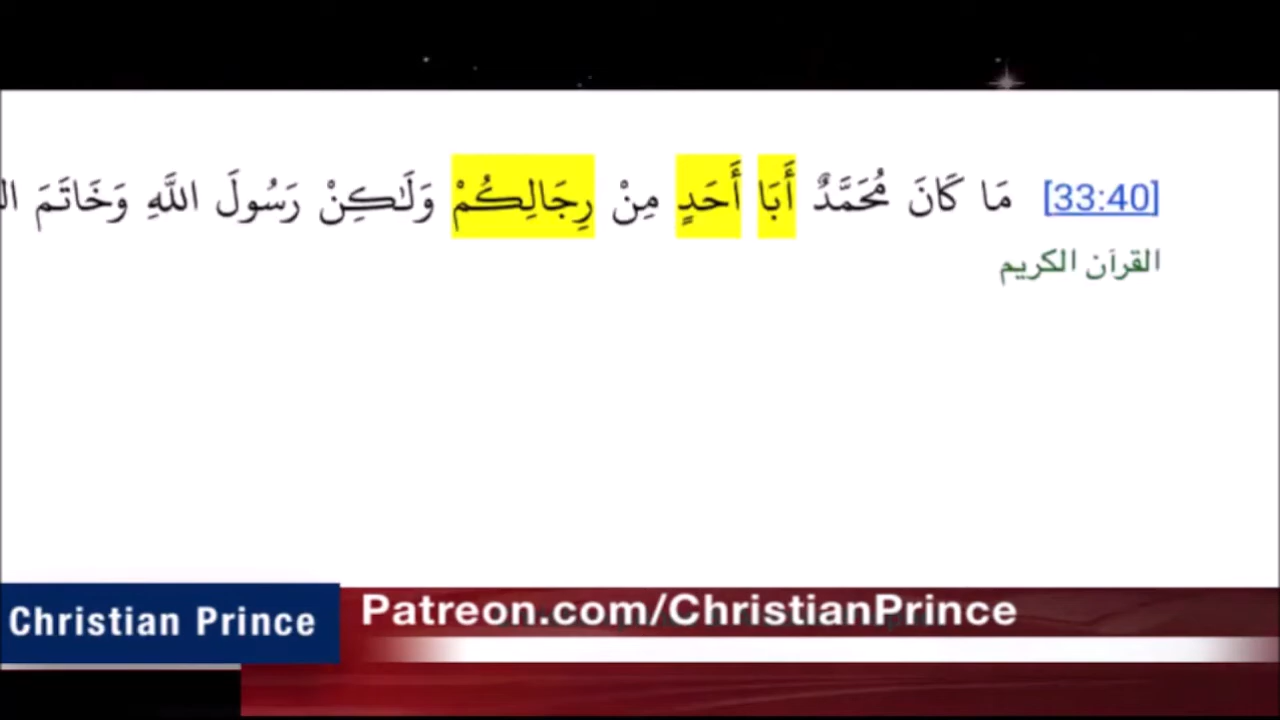 [33:40] مَا كَانَ مُحَمَّدٌ أَبَا أَحَدٍ مِنْ رِجَالِكُمْ وَلَٰكِنْ رَسُولَ اللَّهِ وَخَاتَمَ
القرآن الكريم
Christian Prince
Patreon.com/ChristianPrince